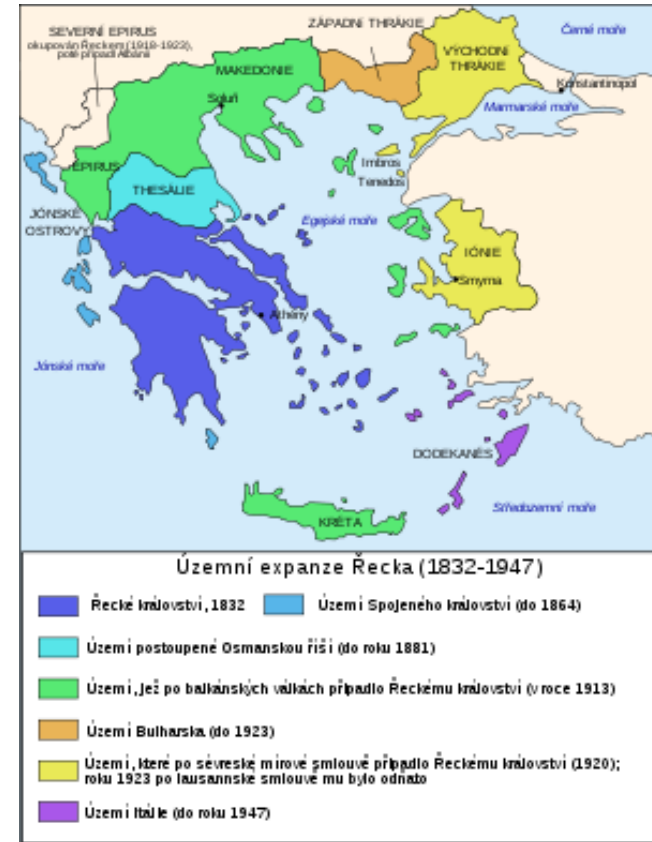 SEVERNÍ EPIRUS
okupován Řeckem (1918-1923),
poté připadl Albánii
ZÁPADNÍ THRÁKIE
Černé moře
VÝCHODNÍ
THRÁKIE
MAKEDONIE
Konstantinopol
Soluň
Marmarské moře
EPIRUS
Imbros
Tenedos
THESÁLIE
JÓNSKÉ
OSTROVY
Egejské moře
IÓNIE
Smyrna
Athény
Jónské moře
DODEKANÉS
Středozemní moře
KRÉTA
Územní expanze Řecka (1832-1947)
Řecké království, 1832
Území Spojeného království (do 1864)
Území postoupené Osmanskou říší (do roku 1881)
Území, jež po balkánských válkách připadlo Řeckému království (v roce 1913)
Území Bulharska (do 1923)
Území, které po sévreské mírové smlouvě připadlo Řeckému království (1920);
roku 1923 po lausannské smlouvě mu bylo odňato
Území Itálie (do roku 1947)